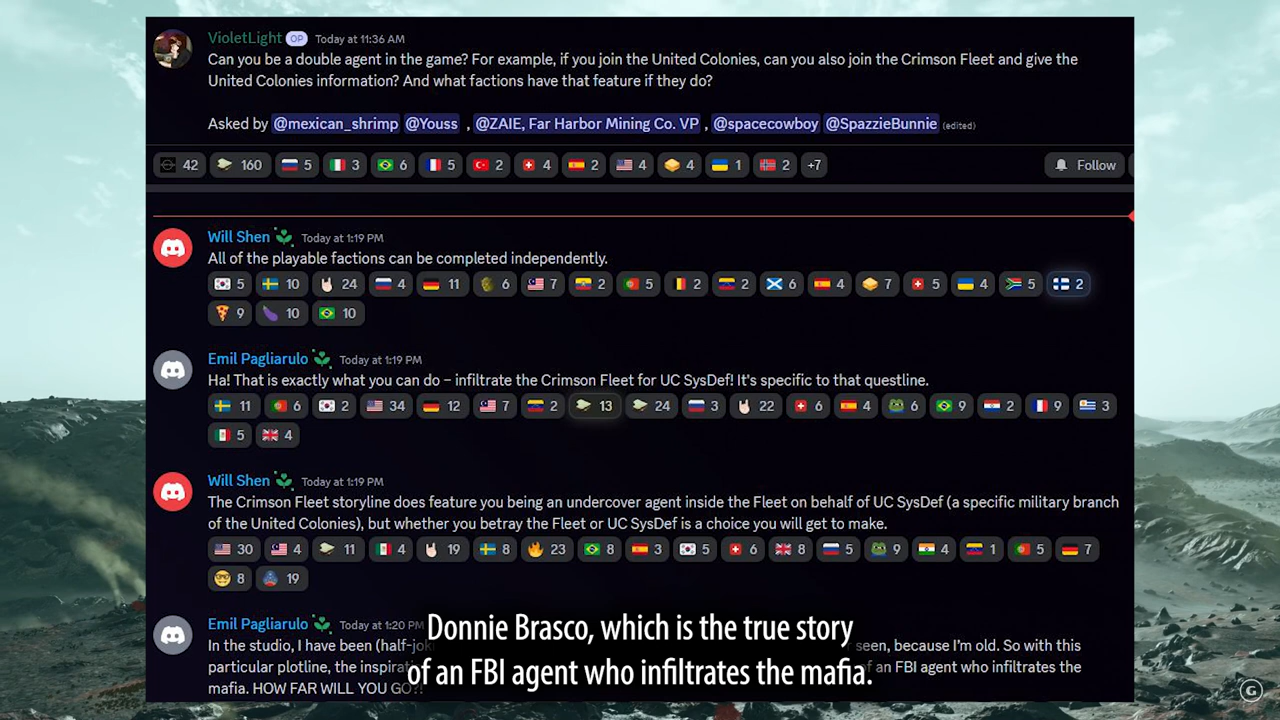 VioletLight OP Today at 11:36 AM
Can you be a double agent in the game? For example, if you join the United Colonies, can you also join the Crimson Fleet and give the
United Colonies information? And what factions have that feature if they do?
Asked by @mexican_shrimp @Youss , @ZAIE, Far Harbor Mining Co. VP , @spacecowboy @SpazzieBunnie (edited)
42 160 5 3 6 5 2 4 2 4 4 1 2 +7 Follow
Will Shen Today at 1:19 PM
All of the playable factions can be completed independently.
5 10 24 4 11 6 7 2 5 2 2 6 4 7 5 4 5 2
9 10 10
Emil Pagliarulo Today at 1:19 PM
Ha! That is exactly what you can do – infiltrate the Crimson Fleet for UC SysDef! It's specific to that questline.
11 6 2 34 12 7 2 13 24 3 22 6 4 6 9 2 9 3
5 4
Will Shen Today at 1:19 PM
The Crimson Fleet storyline does feature you being an undercover agent inside the Fleet on behalf of UC SysDef (a specific military branch
of the United Colonies), but whether you betray the Fleet or UC SysDef is a choice you will get to make.
30 4 11 4 19 8 23 8 3 5 6 8 5 9 4 1 5 7
8 19
Emil Pagliarulo Today at 1:20 PM
In the studio, I have been seen, because I'm old. So with this
particular plotline, the an FBI agent who infiltrates the
mafia. HOW FAR WILL YOU GO?!
Donnie Brasco, which is the true story
of an FBI agent who infiltrates the mafia.
G